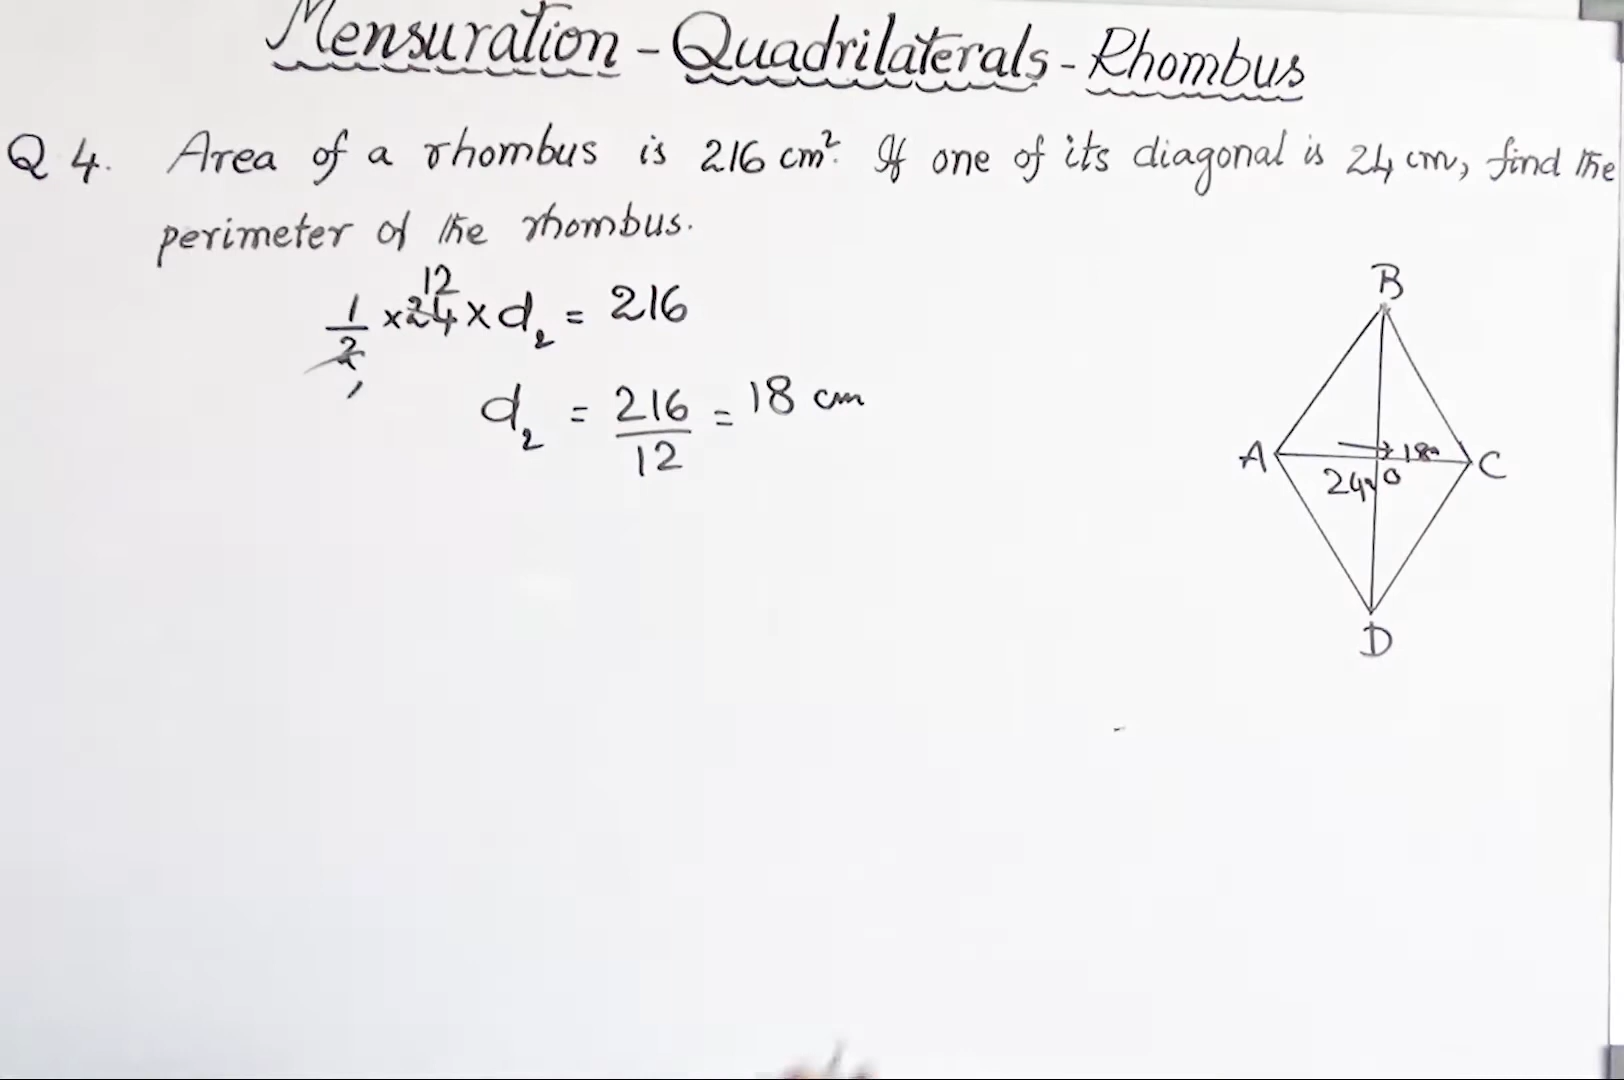 Mensuration - Quadrilaterals - Rhombus
Q 4. Area of a rhombus is 216 cm². If one of its diagonal is 24 cm, find the
perimeter of the rhombus.
12
1/2 × 24 × d₂ = 216
1
d₂ = 216/12 = 18 cm
B
A 18 C
24 O
D